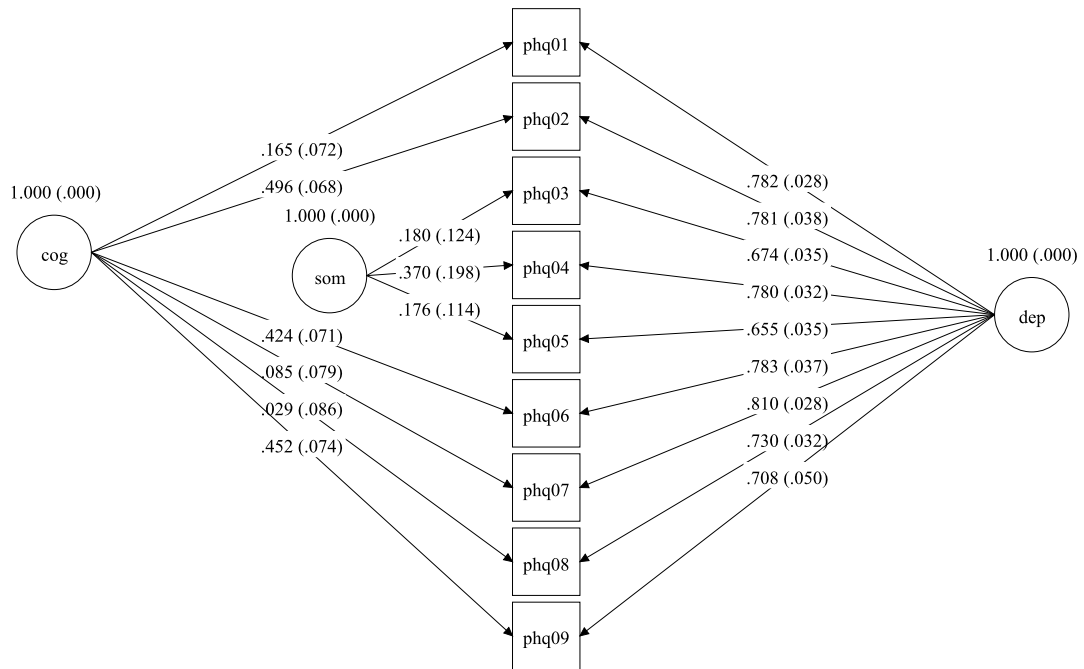 phq01
phq02
phq03
phq04
phq05
phq06
phq07
phq08
phq09
1.000 (.000)
cog
.165 (.072)
.496 (.068)
.424 (.071)
.085 (.079)
.029 (.086)
.452 (.074)
1.000 (.000)
som
.180 (.124)
.370 (.198)
.176 (.114)
.782 (.028)
.781 (.038)
.674 (.035)
.780 (.032)
.655 (.035)
.783 (.037)
.810 (.028)
.730 (.032)
.708 (.050)
1.000 (.000)
dep